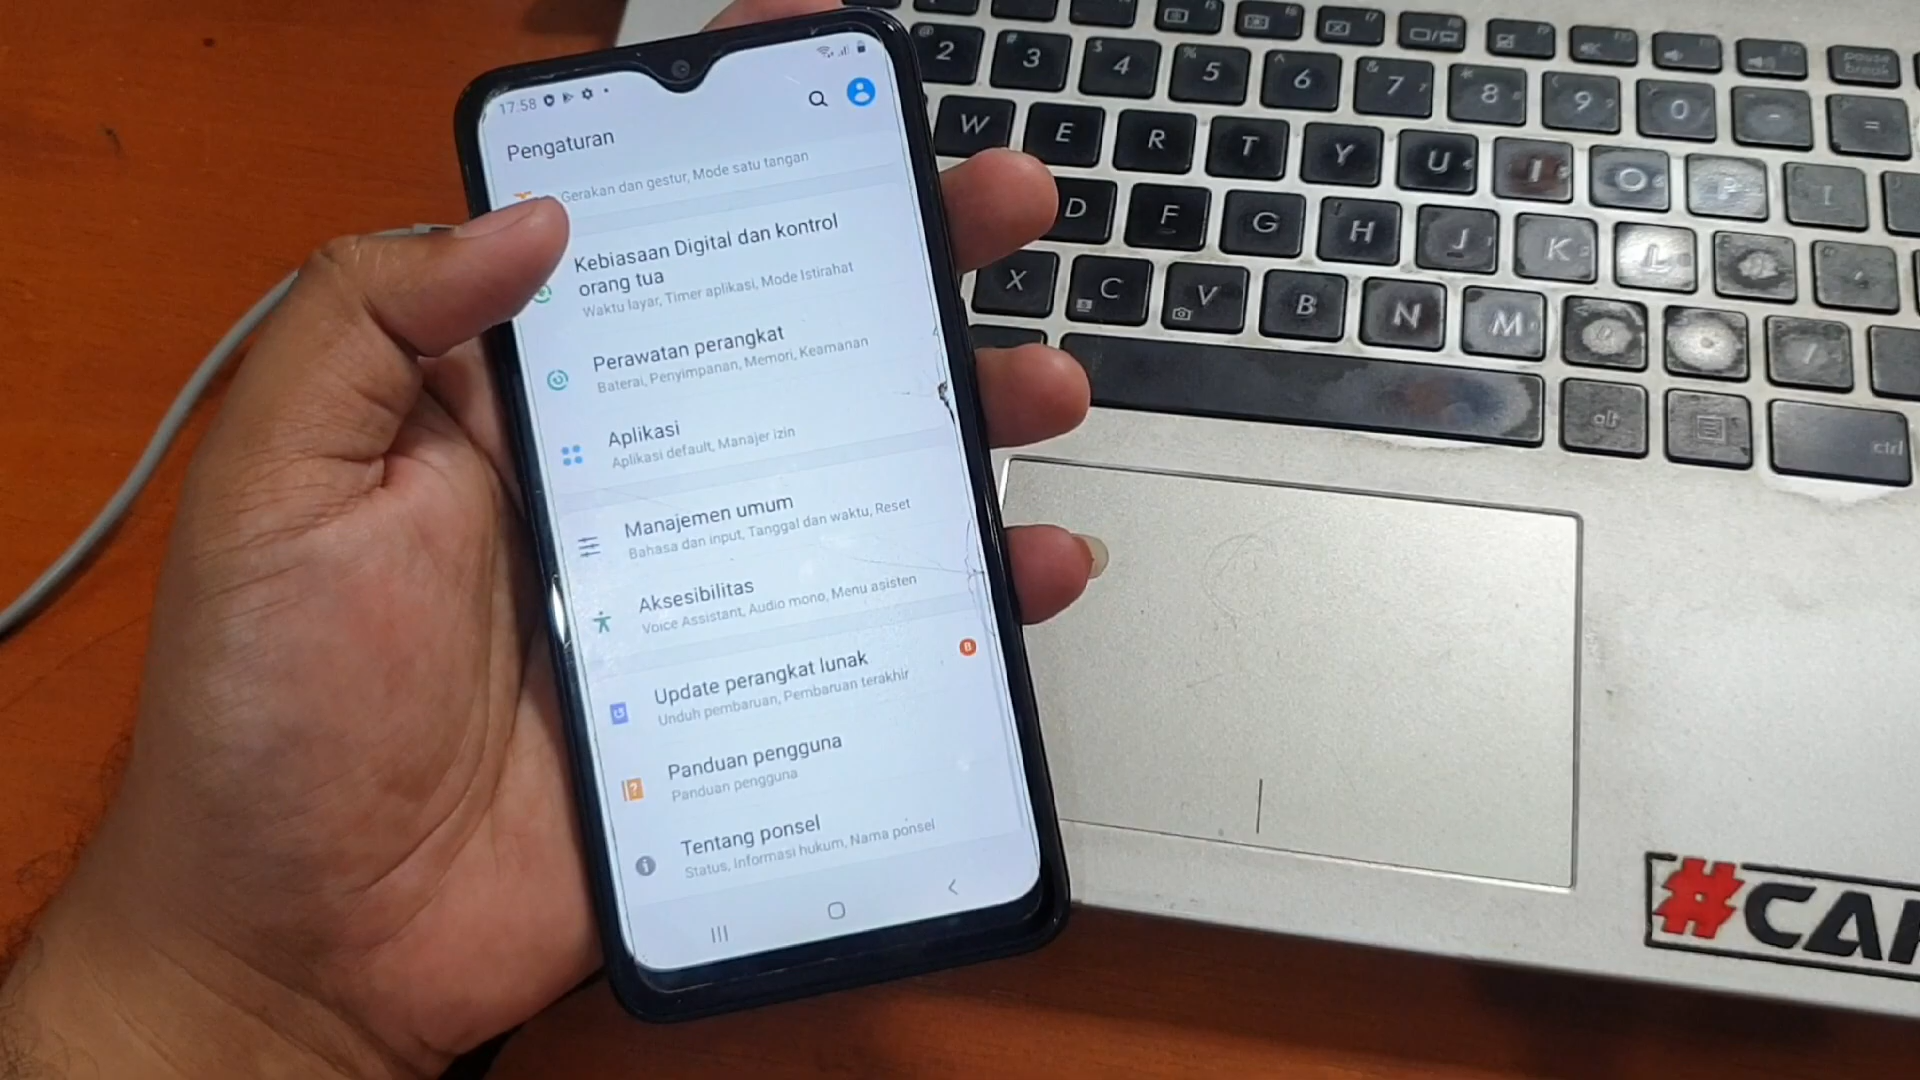 17.58
Pengaturan
Gerakan dan gestur, Mode satu tangan
Kebiasaan Digital dan kontrol
orang tua
Waktu layar, Timer aplikasi, Mode Istirahat
Perawatan perangkat
Baterai, Penyimpanan, Memori, Keamanan
Aplikasi
Aplikasi default, Manajer izin
Manajemen umum
Bahasa dan input, Tanggal dan waktu, Reset
Aksesibilitas
Voice Assistant, Audio mono, Menu asisten
Update perangkat lunak
B
Unduh pembaruan, Pembaruan terakhir
Panduan pengguna
Panduan pengguna
Tentang ponsel
Status, Informasi hukum, Nama ponsel
pause
break
@ 2 # 3 $ 4 % 5 ^ 6 & 7 * 8 ( 9 ) 0 - =
W E R T Y U I O P [
D F G H J K L
X C V B N M
alt ctrl
#CAR